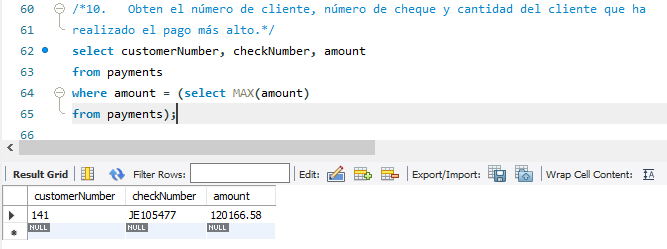 60 /*10. Obten el número de cliente, número de cheque y cantidad del cliente que ha
61 realizado el pago más alto.*/
62 select customerNumber, checkNumber, amount
63 from payments
64 where amount = (select MAX(amount)
65 from payments);
66
Result Grid Filter Rows: Edit: Export/Import: Wrap Cell Content: IA
customerNumber checkNumber amount
141 JE105477 120166.58
NULL NULL NULL